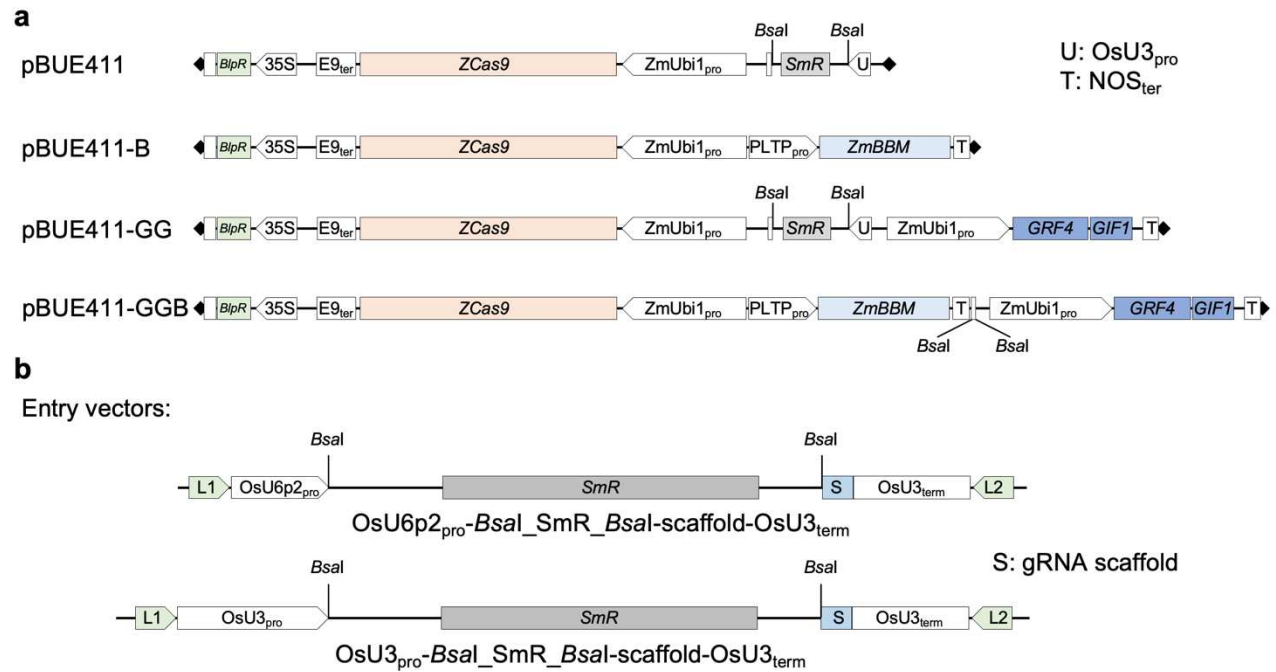 a
BsaI BsaI
pBUE411 BlpR 35S E9ter ZCas9 ZmUbi1pro SmR U
U: OsU3pro
T: NOSter
pBUE411-B BlpR 35S E9ter ZCas9 ZmUbi1pro PLTPpro ZmBBM T
BsaI BsaI
pBUE411-GG BlpR 35S E9ter ZCas9 ZmUbi1pro SmR U ZmUbi1pro GRF4 GIF1 T
pBUE411-GGB BlpR 35S E9ter ZCas9 ZmUbi1pro PLTPpro ZmBBM T ZmUbi1pro GRF4 GIF1 T
BsaI BsaI
b
Entry vectors:
BsaI BsaI
L1 OsU6p2pro SmR S OsU3term L2
OsU6p2pro-BsaI_SmR_BsaI-scaffold-OsU3term
S: gRNA scaffold
BsaI BsaI
L1 OsU3pro SmR S OsU3term L2
OsU3pro-BsaI_SmR_BsaI-scaffold-OsU3term